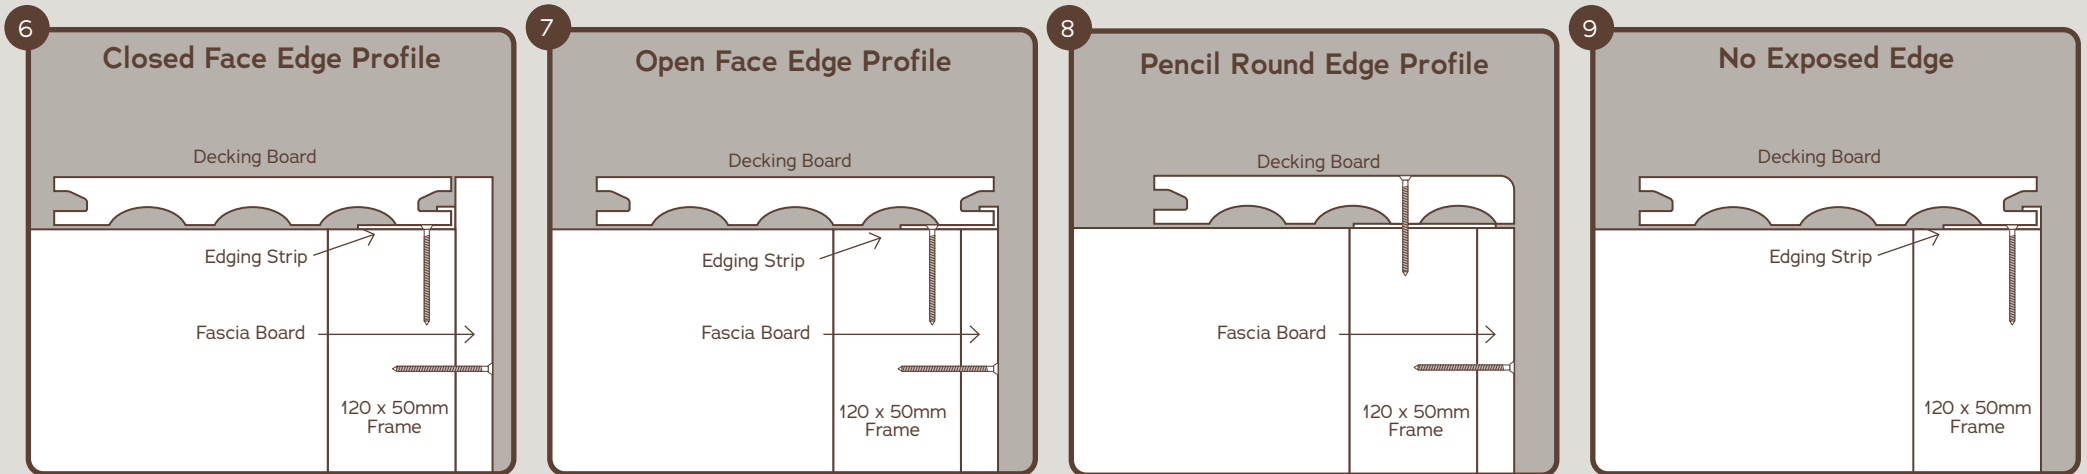 6
Closed Face Edge Profile
Decking Board
Edging Strip
Fascia Board
120 x 50mm
Frame
7
Open Face Edge Profile
Decking Board
Edging Strip
Fascia Board
120 x 50mm
Frame
8
Pencil Round Edge Profile
Decking Board
Fascia Board
120 x 50mm
Frame
9
No Exposed Edge
Decking Board
Edging Strip
120 x 50mm
Frame